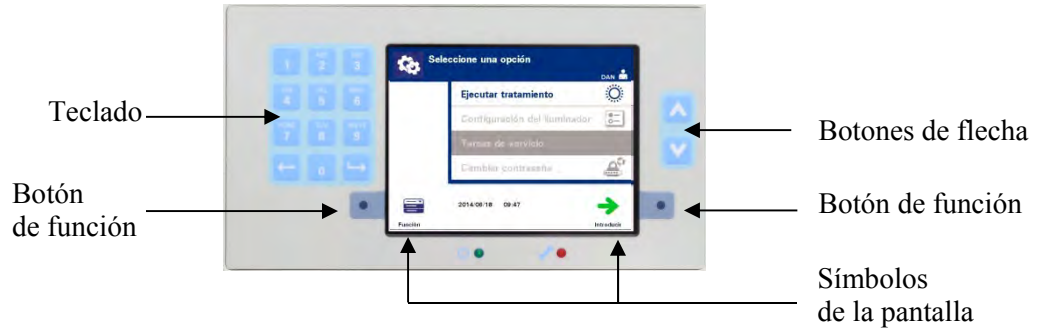 Teclado
Botón
de función
1 2 3
4 5 6
7 8 9
0
Seleccione una opción
DAN
Ejecutar tratamiento
Configuración del iluminador
Tareas de servicio
Cambiar contraseña
2014/06/16 09:47
Función
Introducir
Botones de flecha
Botón de función
Símbolos
de la pantalla